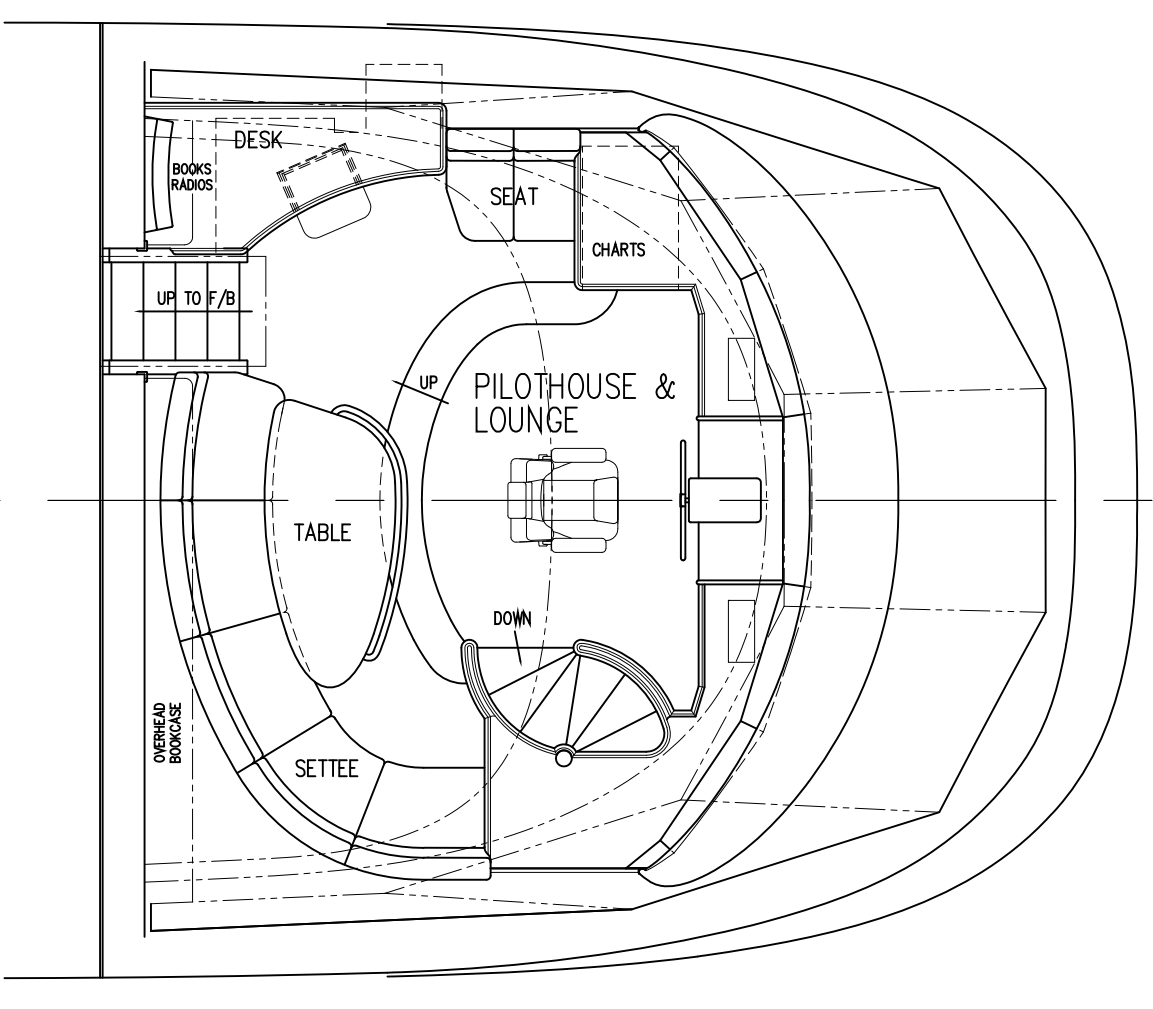 DESK
BOOKS
RADIOS
SEAT
CHARTS
UP TO F/B
UP
PILOTHOUSE &
LOUNGE
TABLE
DOWN
OVERHEAD
BOOKCASE
SETTEE